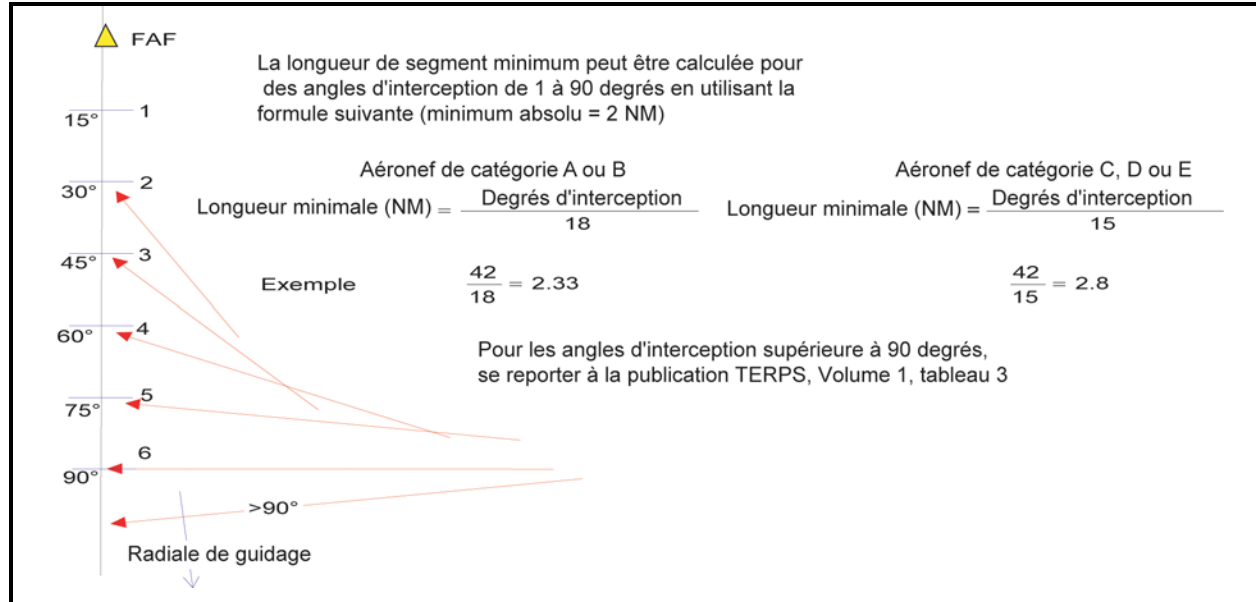 FAF
La longueur de segment minimum peut être calculée pour
des angles d'interception de 1 à 90 degrés en utilisant la
formule suivante (minimum absolu = 2 NM)
15° 1
30° 2
45° 3
60° 4
75° 5
90° 6
>90°
Radiale de guidage
Aéronef de catégorie A ou B
Longueur minimale (NM) = Degrés d'interception
18
Exemple
42
18 = 2.33
Aéronef de catégorie C, D ou E
Longueur minimale (NM) = Degrés d'interception
15
42
15 = 2.8
Pour les angles d'interception supérieure à 90 degrés,
se reporter à la publication TERPS, Volume 1, tableau 3